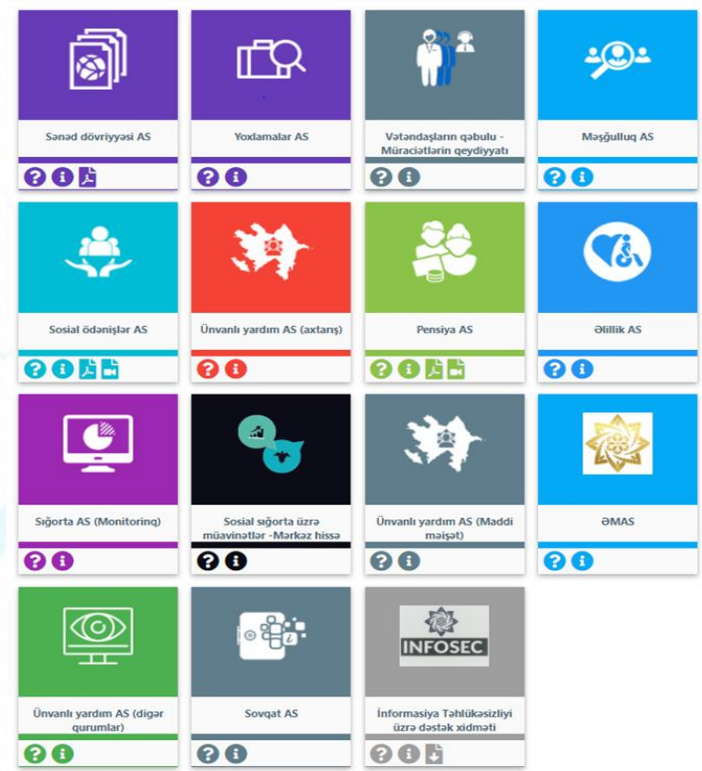 Sənəd dövriyyəsi AS
Yoxlamalar AS
Vətəndaşların qəbulu -
Müraciətlərin qeydiyyatı
Məşğulluq AS
Sosial ödənişlər AS
Ünvanlı yardım AS (axtarış)
Pensiya AS
Əlillik AS
Sığorta AS (Monitorinq)
Sosial sığorta üzrə
müavinətlər -Mərkəz hissə
Ünvanlı yardım AS (Maddi
məişət)
ƏMAS
Ünvanlı yardım AS (digər
qurumlar)
Sovqat AS
INFOSEC
İnformasiya Təhlükəsizliyi
üzrə dəstək xidməti